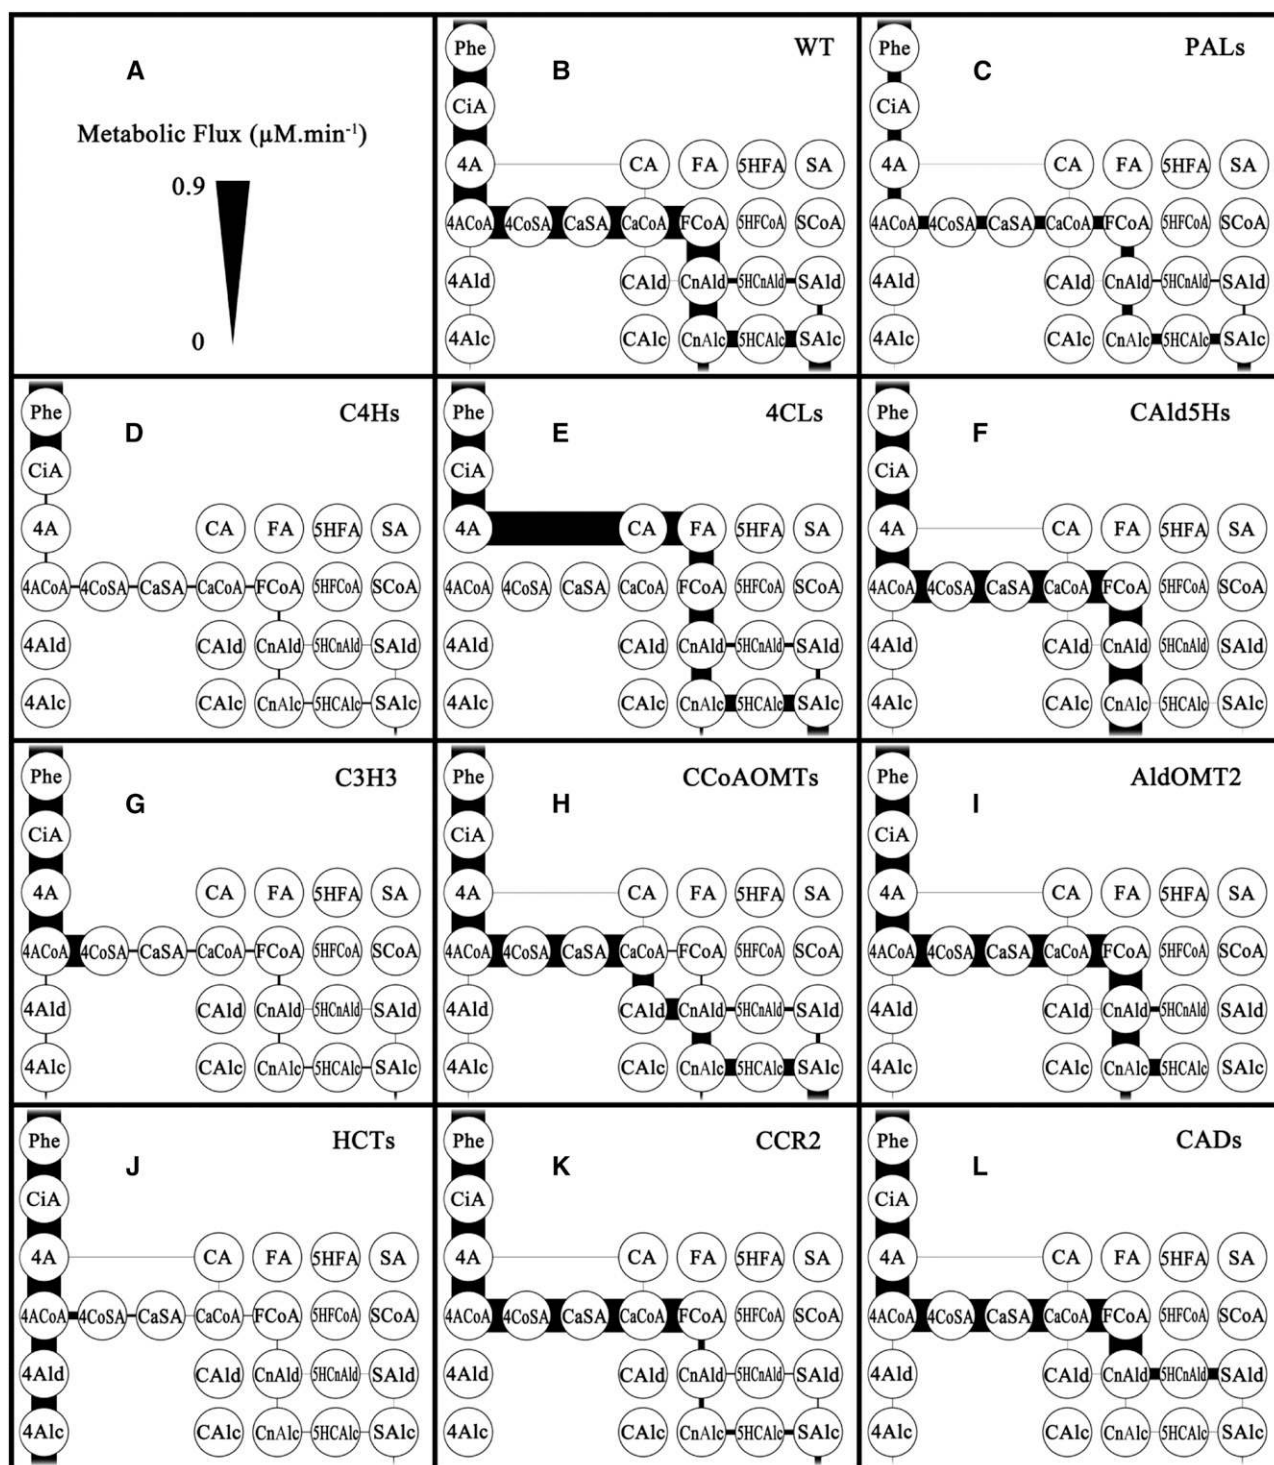 A
Metabolic Flux (µM.min-1)
0.9
0
B WT
Phe
CiA
4A CA FA 5HFA SA
4ACoA 4CoSA CaSA CaCoA FCoA 5HFCoA SCoA
4Ald CAld CnAld 5HCnAld SAld
4Alc CAlc CnAlc 5HCAlc SAlc
C PALs
Phe
CiA
4A CA FA 5HFA SA
4ACoA 4CoSA CaSA CaCoA FCoA 5HFCoA SCoA
4Ald CAld CnAld 5HCnAld SAld
4Alc CAlc CnAlc 5HCAlc SAlc
D C4Hs
Phe
CiA
4A CA FA 5HFA SA
4ACoA 4CoSA CaSA CaCoA FCoA 5HFCoA SCoA
4Ald CAld CnAld 5HCnAld SAld
4Alc CAlc CnAlc 5HCAlc SAlc
E 4CLs
Phe
CiA
4A CA FA 5HFA SA
4ACoA 4CoSA CaSA CaCoA FCoA 5HFCoA SCoA
4Ald CAld CnAld 5HCnAld SAld
4Alc CAlc CnAlc 5HCAlc SAlc
F CAld5Hs
Phe
CiA
4A CA FA 5HFA SA
4ACoA 4CoSA CaSA CaCoA FCoA 5HFCoA SCoA
4Ald CAld CnAld 5HCnAld SAld
4Alc CAlc CnAlc 5HCAlc SAlc
G C3H3
Phe
CiA
4A CA FA 5HFA SA
4ACoA 4CoSA CaSA CaCoA FCoA 5HFCoA SCoA
4Ald CAld CnAld 5HCnAld SAld
4Alc CAlc CnAlc 5HCAlc SAlc
H CCoAOMTs
Phe
CiA
4A CA FA 5HFA SA
4ACoA 4CoSA CaSA CaCoA FCoA 5HFCoA SCoA
4Ald CAld CnAld 5HCnAld SAld
4Alc CAlc CnAlc 5HCAlc SAlc
I AldOMT2
Phe
CiA
4A CA FA 5HFA SA
4ACoA 4CoSA CaSA CaCoA FCoA 5HFCoA SCoA
4Ald CAld CnAld 5HCnAld SAld
4Alc CAlc CnAlc 5HCAlc SAlc
J HCTs
Phe
CiA
4A CA FA 5HFA SA
4ACoA 4CoSA CaSA CaCoA FCoA 5HFCoA SCoA
4Ald CAld CnAld 5HCnAld SAld
4Alc CAlc CnAlc 5HCAlc SAlc
K CCR2
Phe
CiA
4A CA FA 5HFA SA
4ACoA 4CoSA CaSA CaCoA FCoA 5HFCoA SCoA
4Ald CAld CnAld 5HCnAld SAld
4Alc CAlc CnAlc 5HCAlc SAlc
L CADs
Phe
CiA
4A CA FA 5HFA SA
4ACoA 4CoSA CaSA CaCoA FCoA 5HFCoA SCoA
4Ald CAld CnAld 5HCnAld SAld
4Alc CAlc CnAlc 5HCAlc SAlc